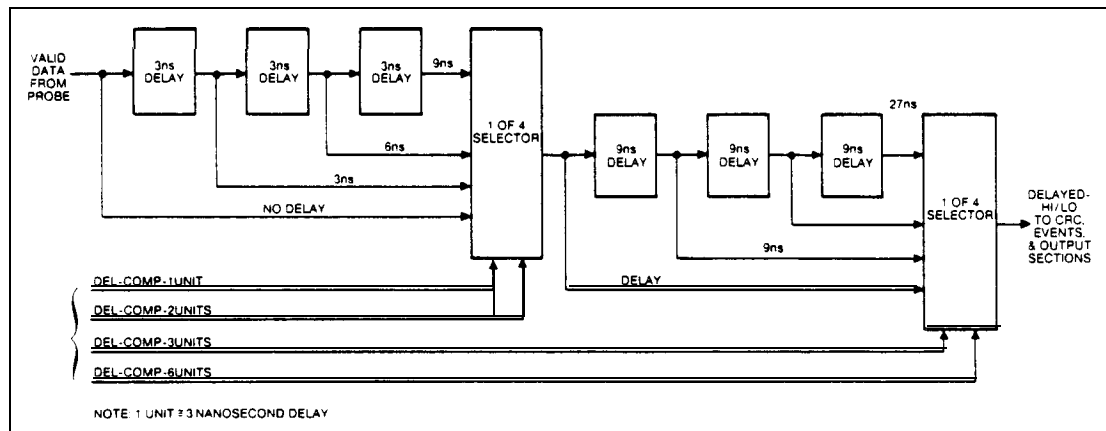 VALID
DATA
FROM
PROBE
3ns
DELAY
3ns
DELAY
3ns
DELAY
9ns
6ns
3ns
NO DELAY
1 OF 4
SELECTOR
9ns
DELAY
9ns
DELAY
9ns
DELAY
27ns
9ns
DELAY
1 OF 4
SELECTOR
DELAYED-
HI/LO
TO CRC,
EVENTS,
& OUTPUT
SECTIONS
DEL-COMP-1UNIT
DEL-COMP-2UNITS
DEL-COMP-3UNITS
DEL-COMP-6UNITS
NOTE: 1 UNIT ≅ 3 NANOSECOND DELAY